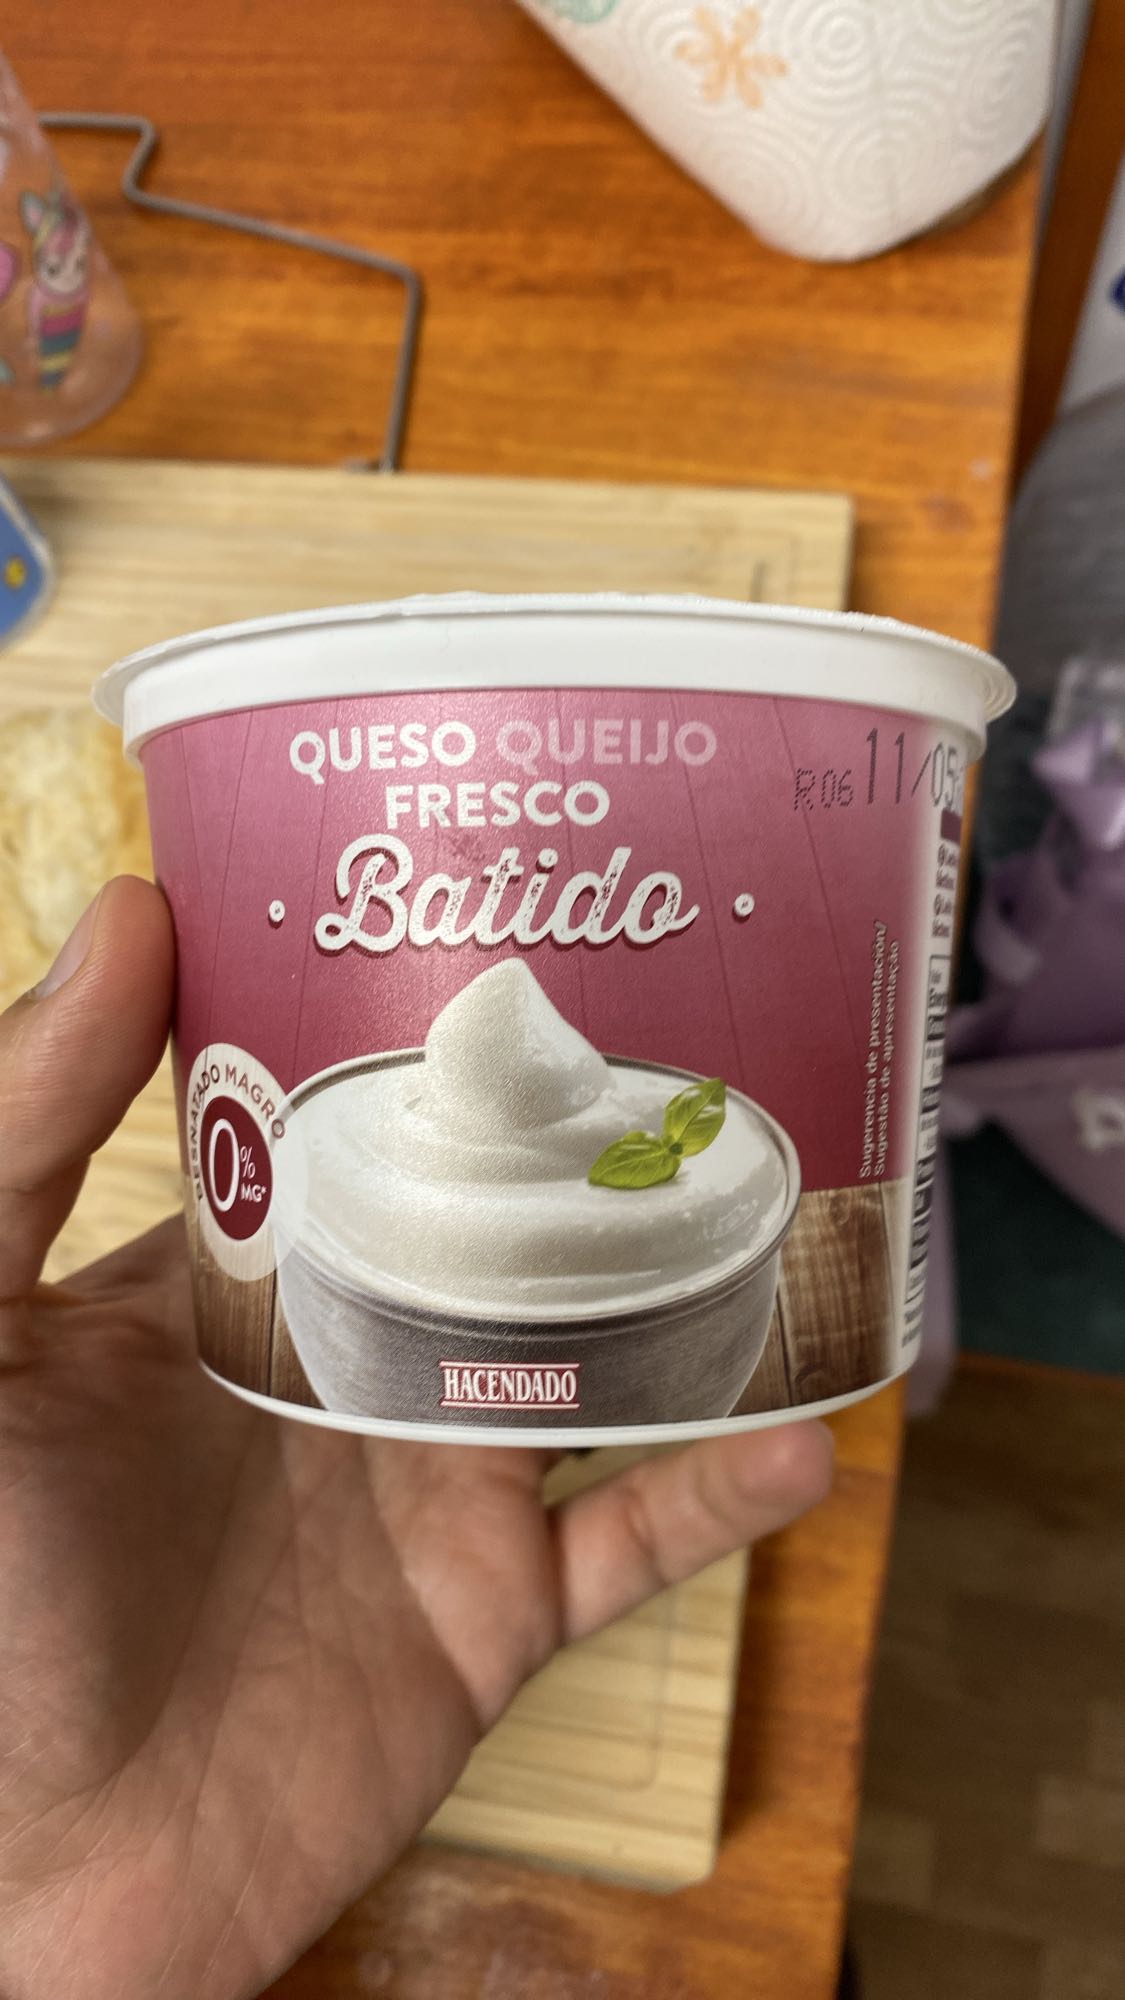 QUESO QUEIJO
FRESCO
Batido
R06 11/05
DESNATADO MAGRO
0% MG*
Sugerencia de presentación/
Sugestão de apresentação
HACENDADO